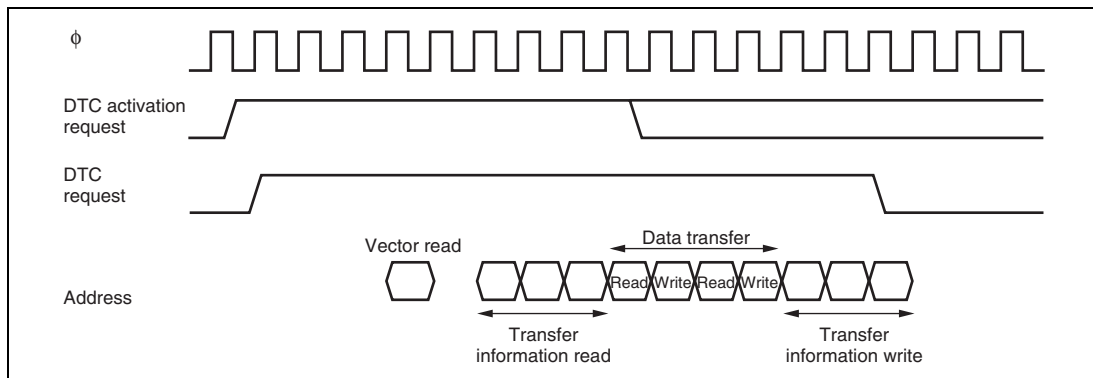 ϕ
DTC activation
request
DTC
request
Vector read
Data transfer
Address
Read Write Read Write
Transfer
information read
Transfer
information write